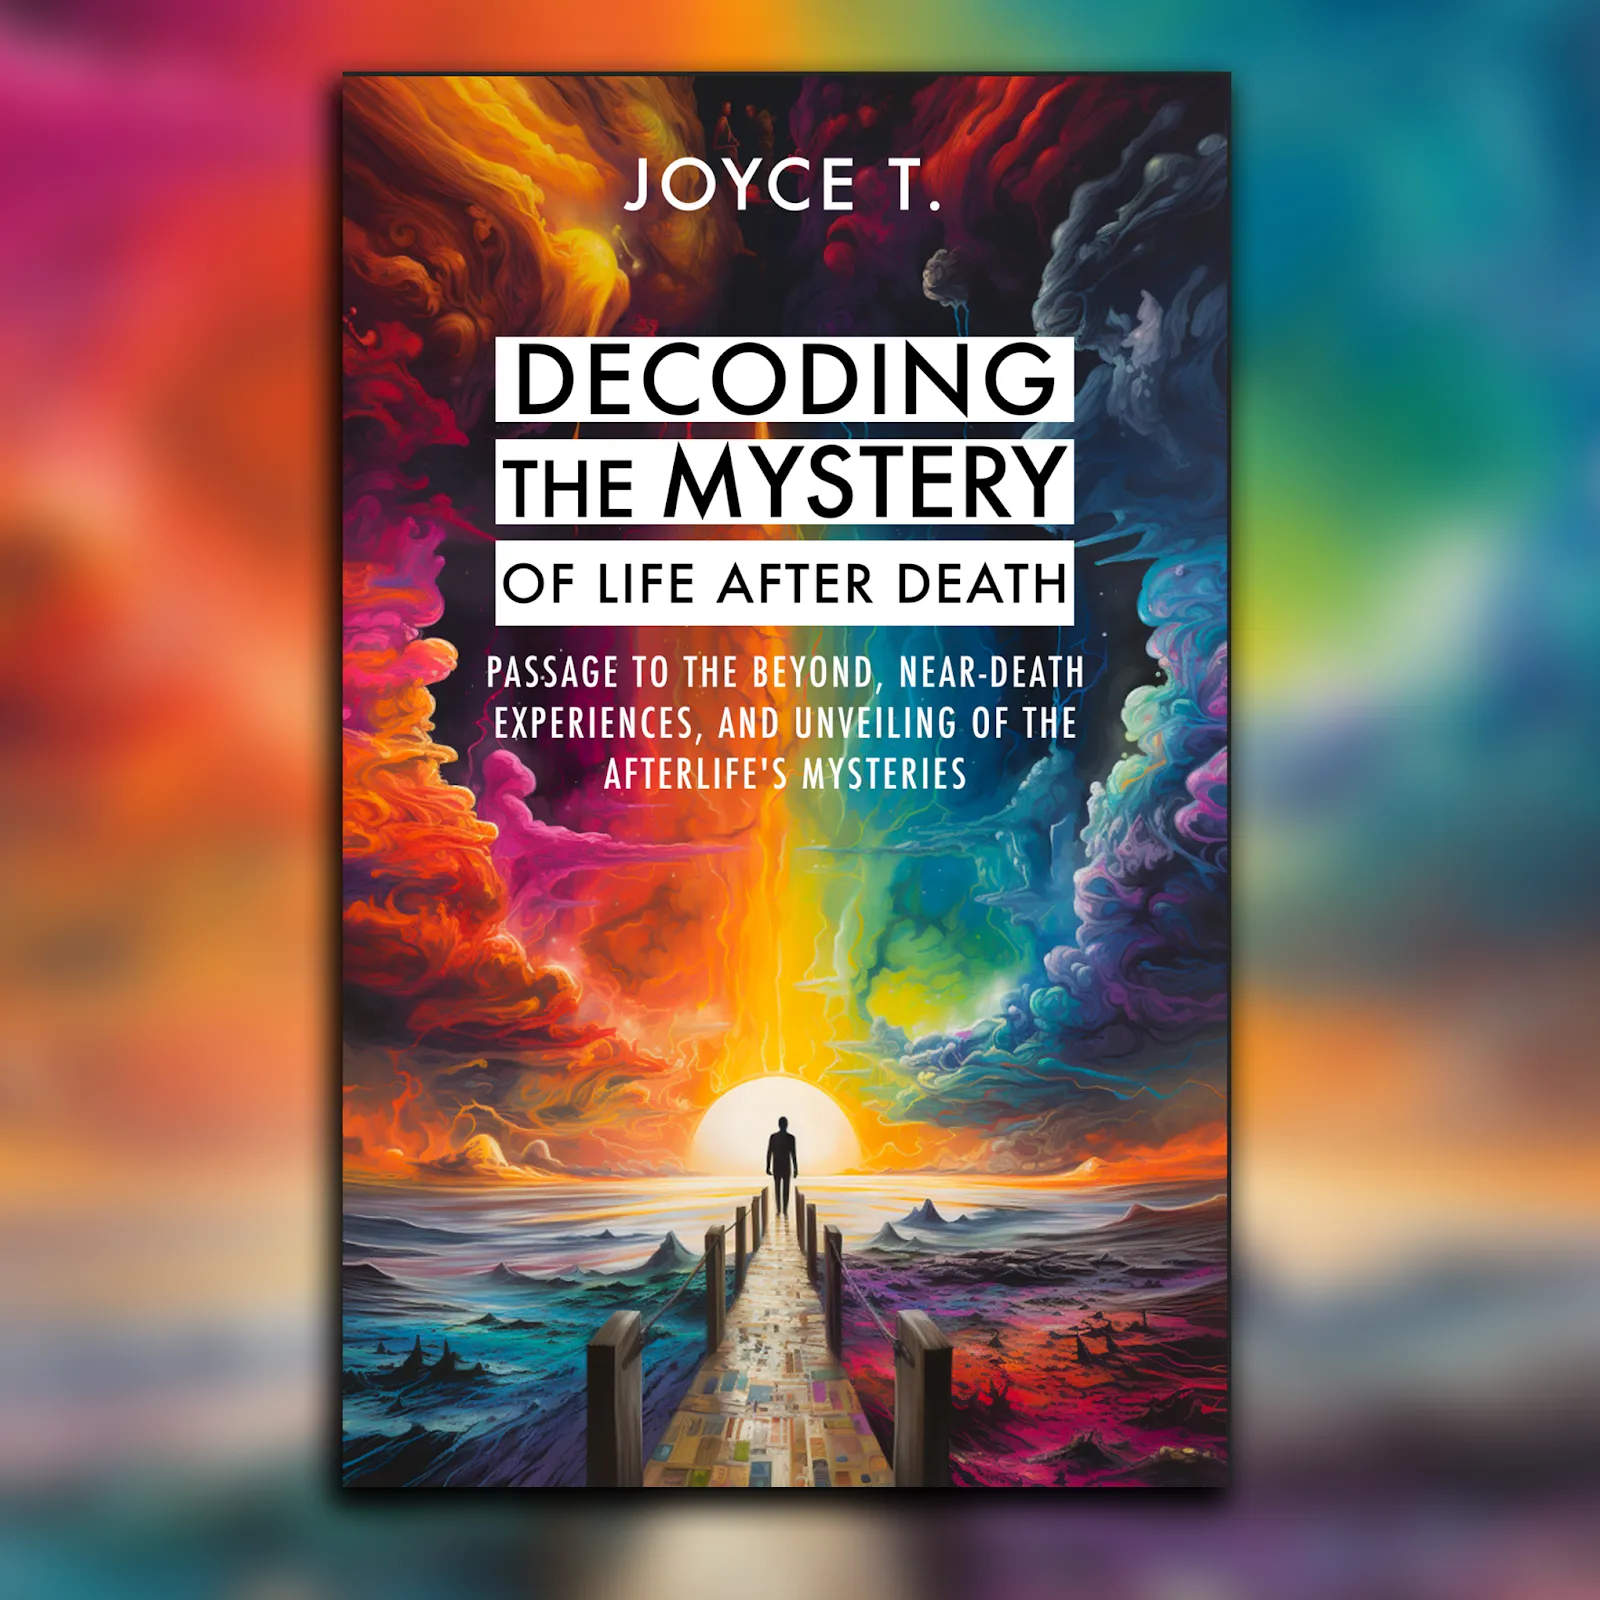 JOYCE T.
DECODING
THE MYSTERY
OF LIFE AFTER DEATH
PASSAGE TO THE BEYOND, NEAR-DEATH
EXPERIENCES, AND UNVEILING OF THE
AFTERLIFE'S MYSTERIES